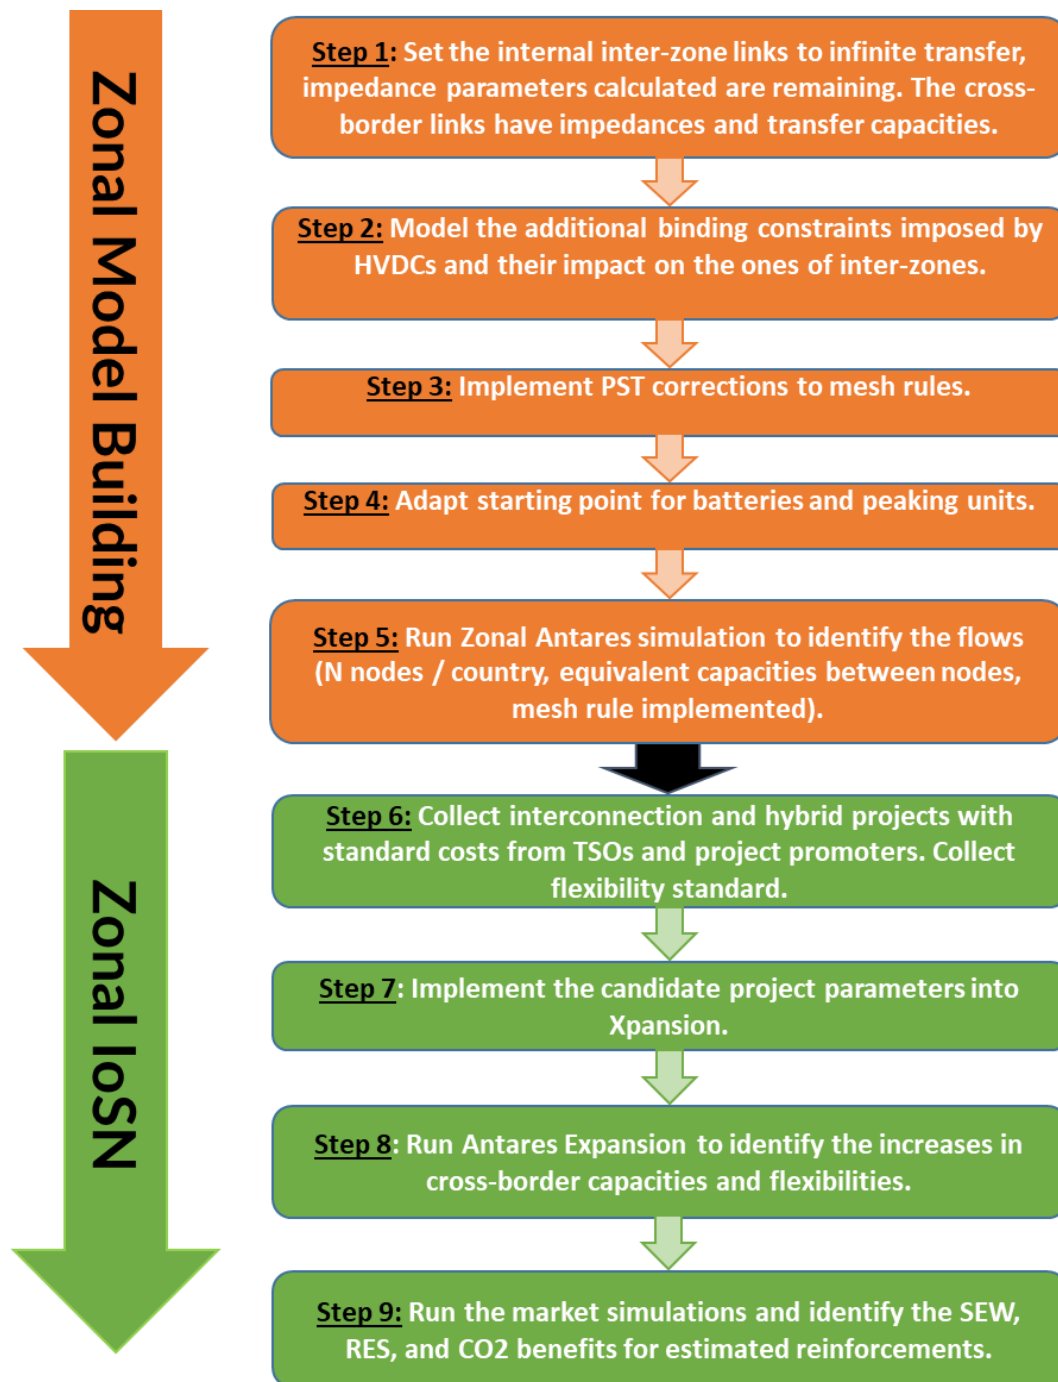 Zonal Model Building
Step 1: Set the internal inter-zone links to infinite transfer,
impedance parameters calculated are remaining. The cross-
border links have impedances and transfer capacities.
Step 2: Model the additional binding constraints imposed by
HVDCs and their impact on the ones of inter-zones.
Step 3: Implement PST corrections to mesh rules.
Step 4: Adapt starting point for batteries and peaking units.
Step 5: Run Zonal Antares simulation to identify the flows
(N nodes / country, equivalent capacities between nodes,
mesh rule implemented).
Zonal IoSN
Step 6: Collect interconnection and hybrid projects with
standard costs from TSOs and project promoters. Collect
flexibility standard.
Step 7: Implement the candidate project parameters into
Xpansion.
Step 8: Run Antares Expansion to identify the increases in
cross-border capacities and flexibilities.
Step 9: Run the market simulations and identify the SEW,
RES, and CO2 benefits for estimated reinforcements.